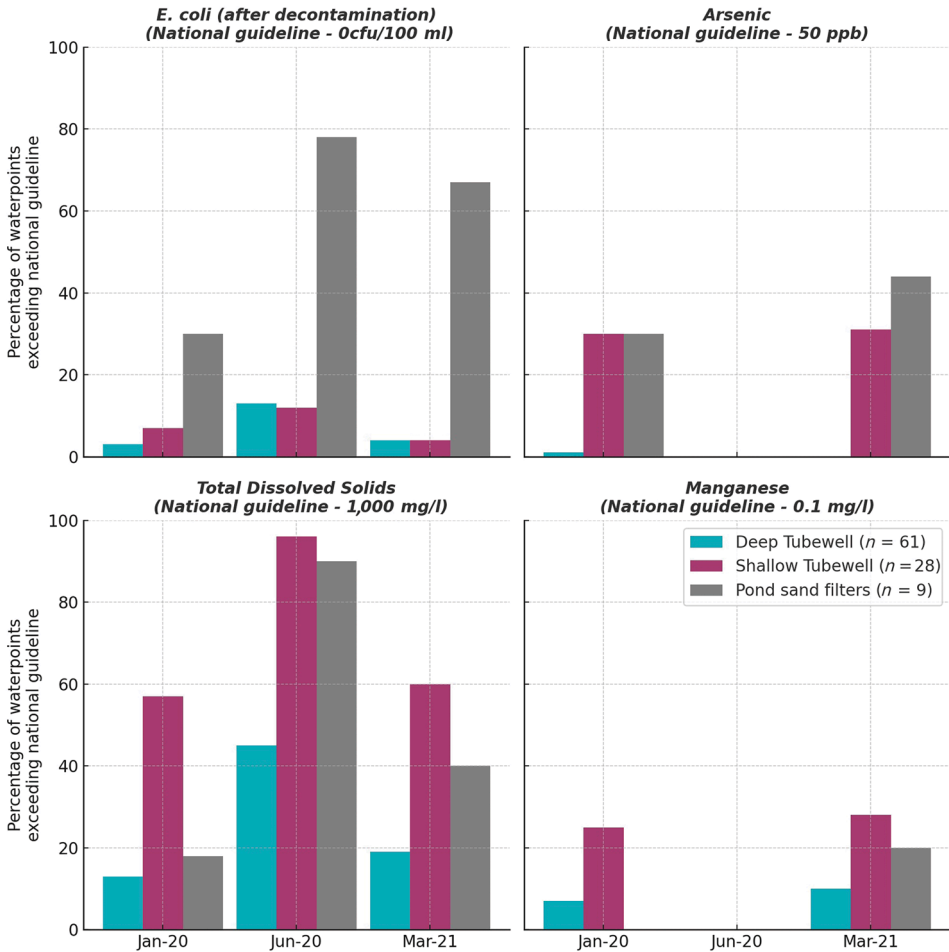 E. coli (after decontamination)
(National guideline - 0cfu/100 ml)
Arsenic
(National guideline - 50 ppb)
Percentage of waterpoints
exceeding national guideline
100
80
60
40
20
0
Total Dissolved Solids
(National guideline - 1,000 mg/l)
Manganese
(National guideline - 0.1 mg/l)
Percentage of waterpoints
exceeding national guideline
100
80
60
40
20
0
Deep Tubewell (n = 61)
Shallow Tubewell (n = 28)
Pond sand filters (n = 9)
Jan-20
Jun-20
Mar-21
Jan-20
Jun-20
Mar-21